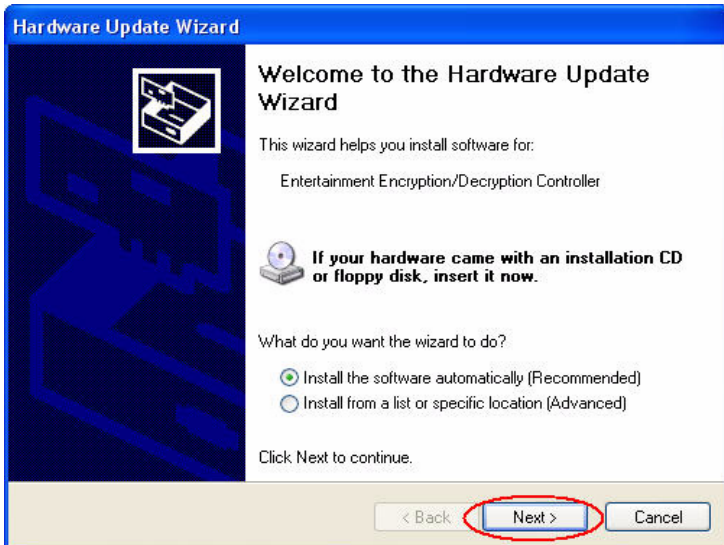 Hardware Update Wizard
Welcome to the Hardware Update
Wizard
This wizard helps you install software for:
Entertainment Encryption/Decryption Controller
If your hardware came with an installation CD
or floppy disk, insert it now.
What do you want the wizard to do?
Install the software automatically (Recommended)
Install from a list or specific location (Advanced)
Click Next to continue.
< Back
Next >
Cancel